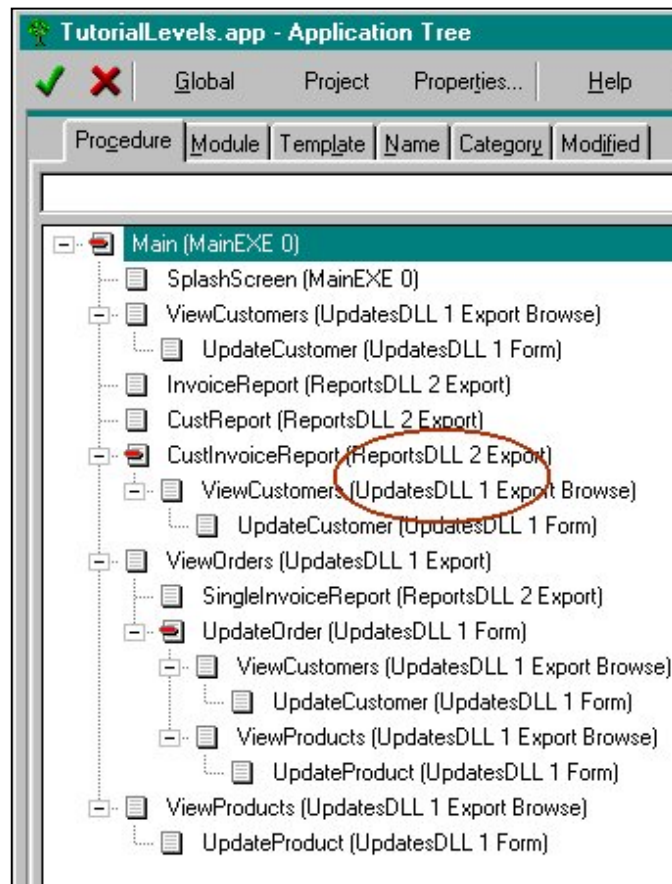 TutorialLevels.app - Application Tree
Global Project Properties... Help
Procedure Module Template Name Category Modified
Main (MainEXE 0)
SplashScreen (MainEXE 0)
ViewCustomers (UpdatesDLL 1 Export Browse)
UpdateCustomer (UpdatesDLL 1 Form)
InvoiceReport (ReportsDLL 2 Export)
CustReport (ReportsDLL 2 Export)
CustInvoiceReport (ReportsDLL 2 Export)
ViewCustomers (UpdatesDLL 1 Export Browse)
UpdateCustomer (UpdatesDLL 1 Form)
ViewOrders (UpdatesDLL 1 Export)
SingleInvoiceReport (ReportsDLL 2 Export)
UpdateOrder (UpdatesDLL 1 Form)
ViewCustomers (UpdatesDLL 1 Export Browse)
UpdateCustomer (UpdatesDLL 1 Form)
ViewProducts (UpdatesDLL 1 Export Browse)
UpdateProduct (UpdatesDLL 1 Form)
ViewProducts (UpdatesDLL 1 Export Browse)
UpdateProduct (UpdatesDLL 1 Form)